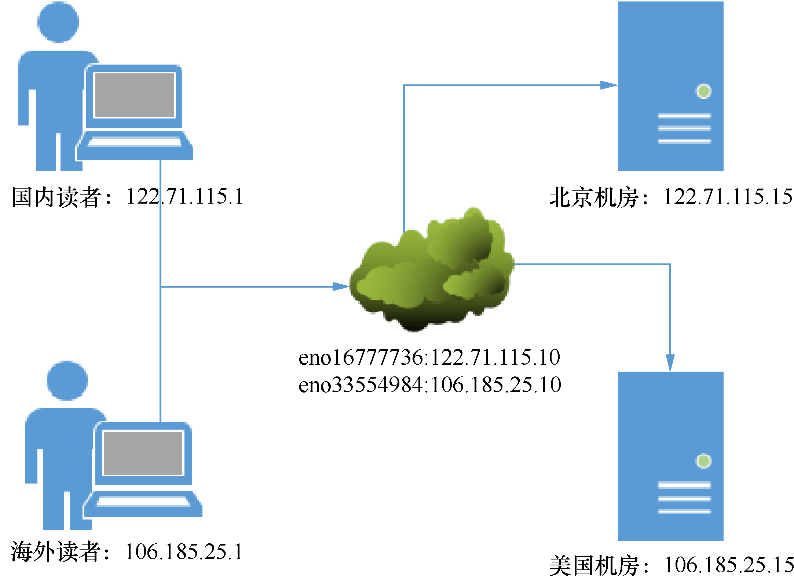 国内读者：122.71.115.1
北京机房：122.71.115.15
eno16777736:122.71.115.10
eno33554984:106.185.25.10
海外读者：106.185.25.1
美国机房：106.185.25.15